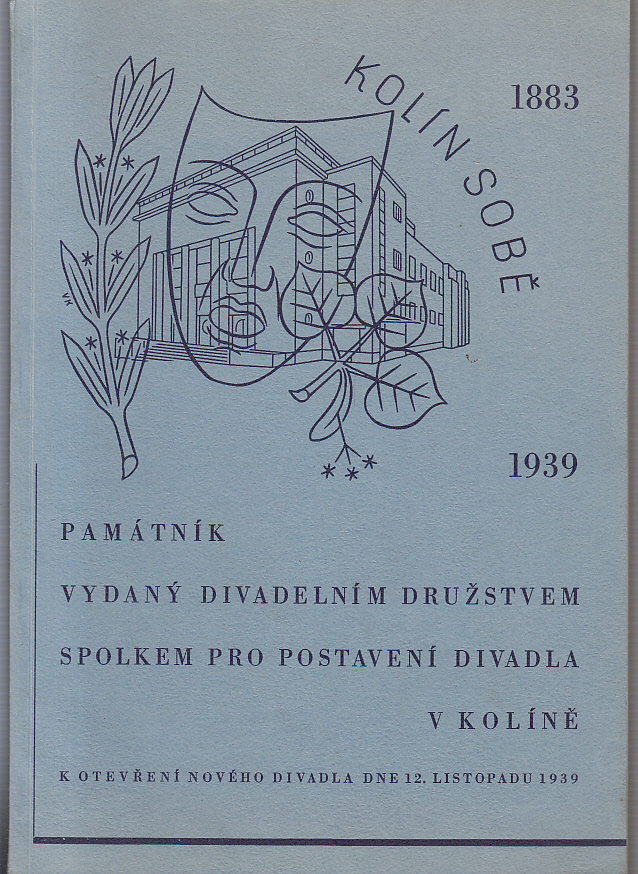 KOLÍN SOBĚ
1883
VK
1939
PAMÁTNÍK
VYDANÝ DIVADELNÍM DRUŽSTVEM
SPOLKEM PRO POSTAVENÍ DIVADLA
V KOLÍNĚ
K OTEVŘENÍ NOVÉHO DIVADLA DNE 12. LISTOPADU 1939